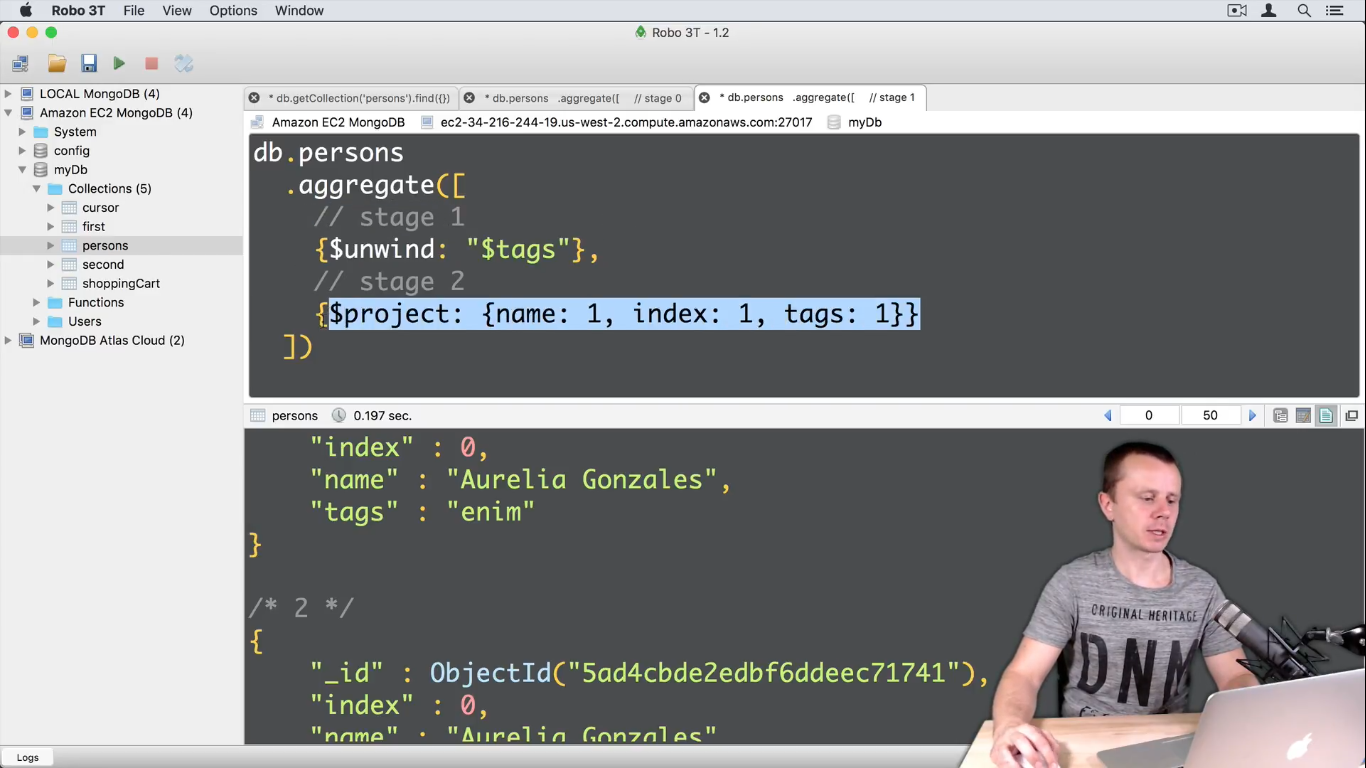 Robo 3T File View Options Window
Robo 3T - 1.2
LOCAL MongoDB (4)
Amazon EC2 MongoDB (4)
System
config
myDb
Collections (5)
cursor
first
persons
second
shoppingCart
Functions
Users
MongoDB Atlas Cloud (2)
* db.getCollection('persons').find({}) * db.persons .aggregate([ // stage 0 * db.persons .aggregate([ // stage 1
Amazon EC2 MongoDB ec2-34-216-244-19.us-west-2.compute.amazonaws.com:27017 myDb
db.persons
.aggregate([
// stage 1
{$unwind: "$tags"},
// stage 2
{$project: {name: 1, index: 1, tags: 1}}
])
persons 0.197 sec. 0 50
"index" : 0,
"name" : "Aurelia Gonzales",
"tags" : "enim"
}
/* 2 */
{
"_id" : ObjectId("5ad4cbde2edbf6ddeec71741"),
"index" : 0,
"name" : "Aurelia Gonzales"
ORIGINAL HERITAGE
DNM
Logs